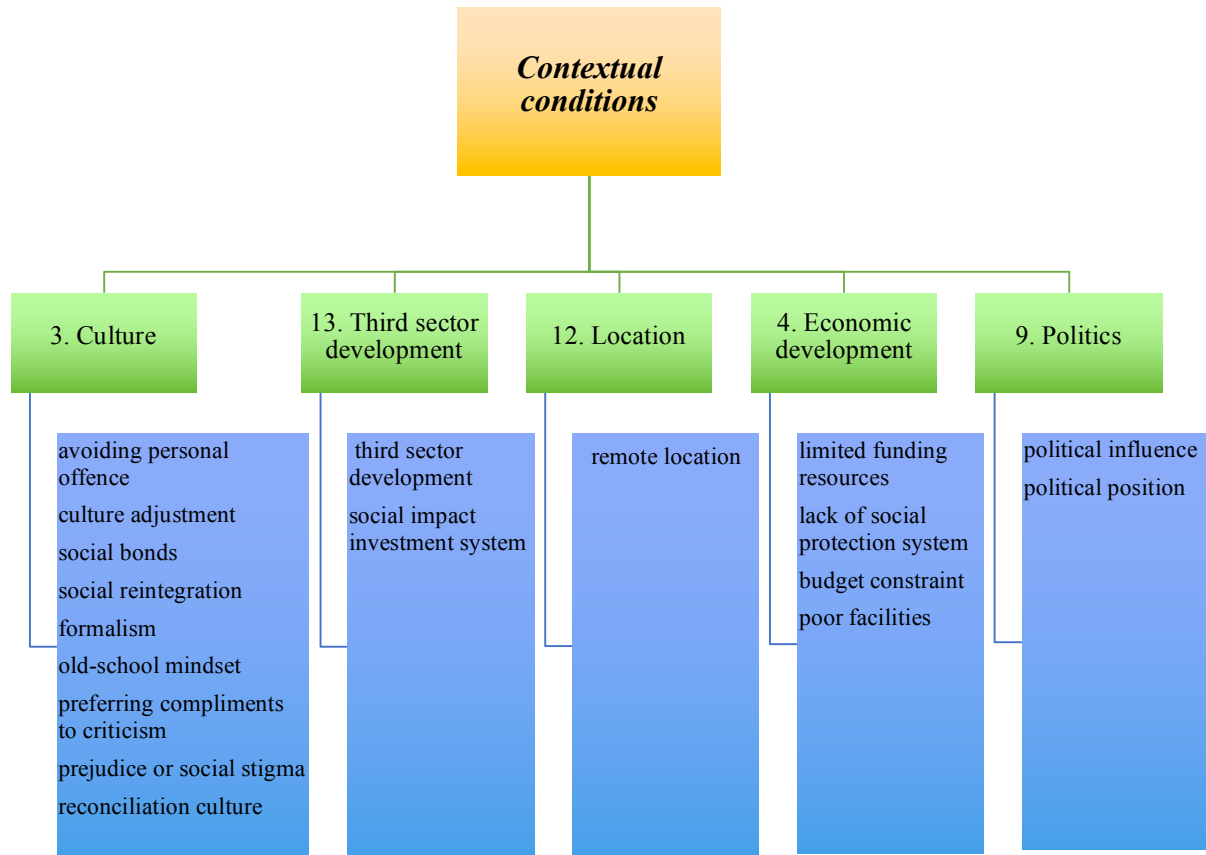 Contextual
conditions
3. Culture
13. Third sector
development
12. Location
4. Economic
development
9. Politics
avoiding personal
offence
culture adjustment
social bonds
social reintegration
formalism
old-school mindset
preferring compliments
to criticism
prejudice or social stigma
reconciliation culture
third sector
development
social impact
investment system
remote location
limited funding
resources
lack of social
protection system
budget constraint
poor facilities
political influence
political position